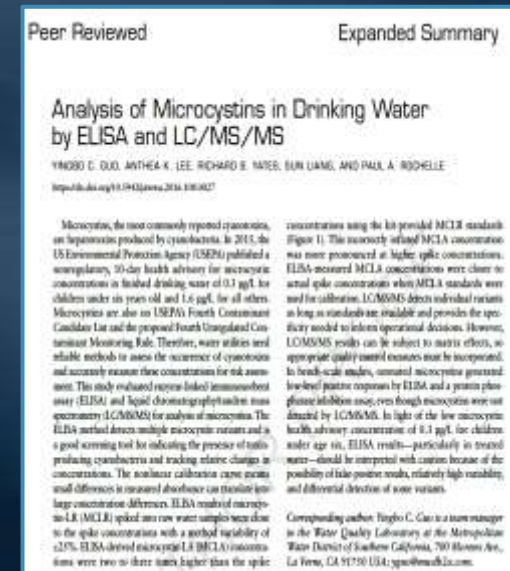 Peer Reviewed Expanded Summary
Analysis of Microcystins in Drinking Water
by ELISA and LC/MS/MS
YINGBO C. GUO, ANTHEA K. LEE, RICHARD S. YATES, SUN LIANG, AND PAUL A. ROCHELLE
Microcystins, the most commonly reported cyanotoxins,
are hepatotoxins produced by cyanobacteria. In 2015, the
US Environmental Protection Agency (USEPA) published a
nonregulatory, 10-day health advisory for microcystin
concentrations in finished drinking water of 0.3 µg/L for
children under six years old and 1.6 µg/L for all others.
Microcystins are also on USEPA's Fourth Contaminant
Candidate List and the proposed Fourth Unregulated Con-
taminant Monitoring Rule. Therefore, water utilities need
reliable methods to assess the occurrence of cyanotoxins
and accurately measure these concentrations for risk assess-
ment. This study evaluated enzyme-linked immunosorbent
assay (ELISA) and liquid chromatography/tandem mass
spectrometry (LC/MS/MS) for analysis of microcystins. The
ELISA method detects multiple microcystin variants and is
a good screening tool for indicating the presence of toxin-
producing cyanobacteria and tracking relative changes in
concentrations. The nonlinear calibration curve means
small differences in measured absorbance can translate into
large concentration differences. ELISA results of microcys-
tin-LR (MCLR) spiked into raw water samples were close
to the spike concentrations with a method variability of
±25%. ELISA-derived microcystin-LA (MCLA) concentra-
tions were two to three times higher than the spike
concentrations using the kit-provided MCLR standards
(Figure 1). This incorrectly inflated MCLA concentration
was more pronounced at higher spike concentrations.
ELISA-measured MCLA concentrations were closer to
actual spike concentrations when MCLA standards were
used for calibration. LC/MS/MS detects individual variants
as long as standards are available and provides the spec-
ificity needed to inform operational decisions. However,
LC/MS/MS results can be subject to matrix effects, so
appropriate quality control measures must be incorporated.
In bench-scale studies, ozonated microcystins generated
low-level positive responses by ELISA and a protein phos-
phatase inhibition assay, even though microcystins were not
detected by LC/MS/MS. In light of the low microcystin
health advisory concentration of 0.3 µg/L for children
under age six, ELISA results—particularly in treated
water—should be interpreted with caution because of the
possibility of false-positive results, relatively high variability,
and differential detection of some variants.
Corresponding author: Yingbo C. Guo is a team manager
in the Water Quality Laboratory at the Metropolitan
Water District of Southern California, 700 Moreno Ave.,
La Verne, CA 91750 USA;